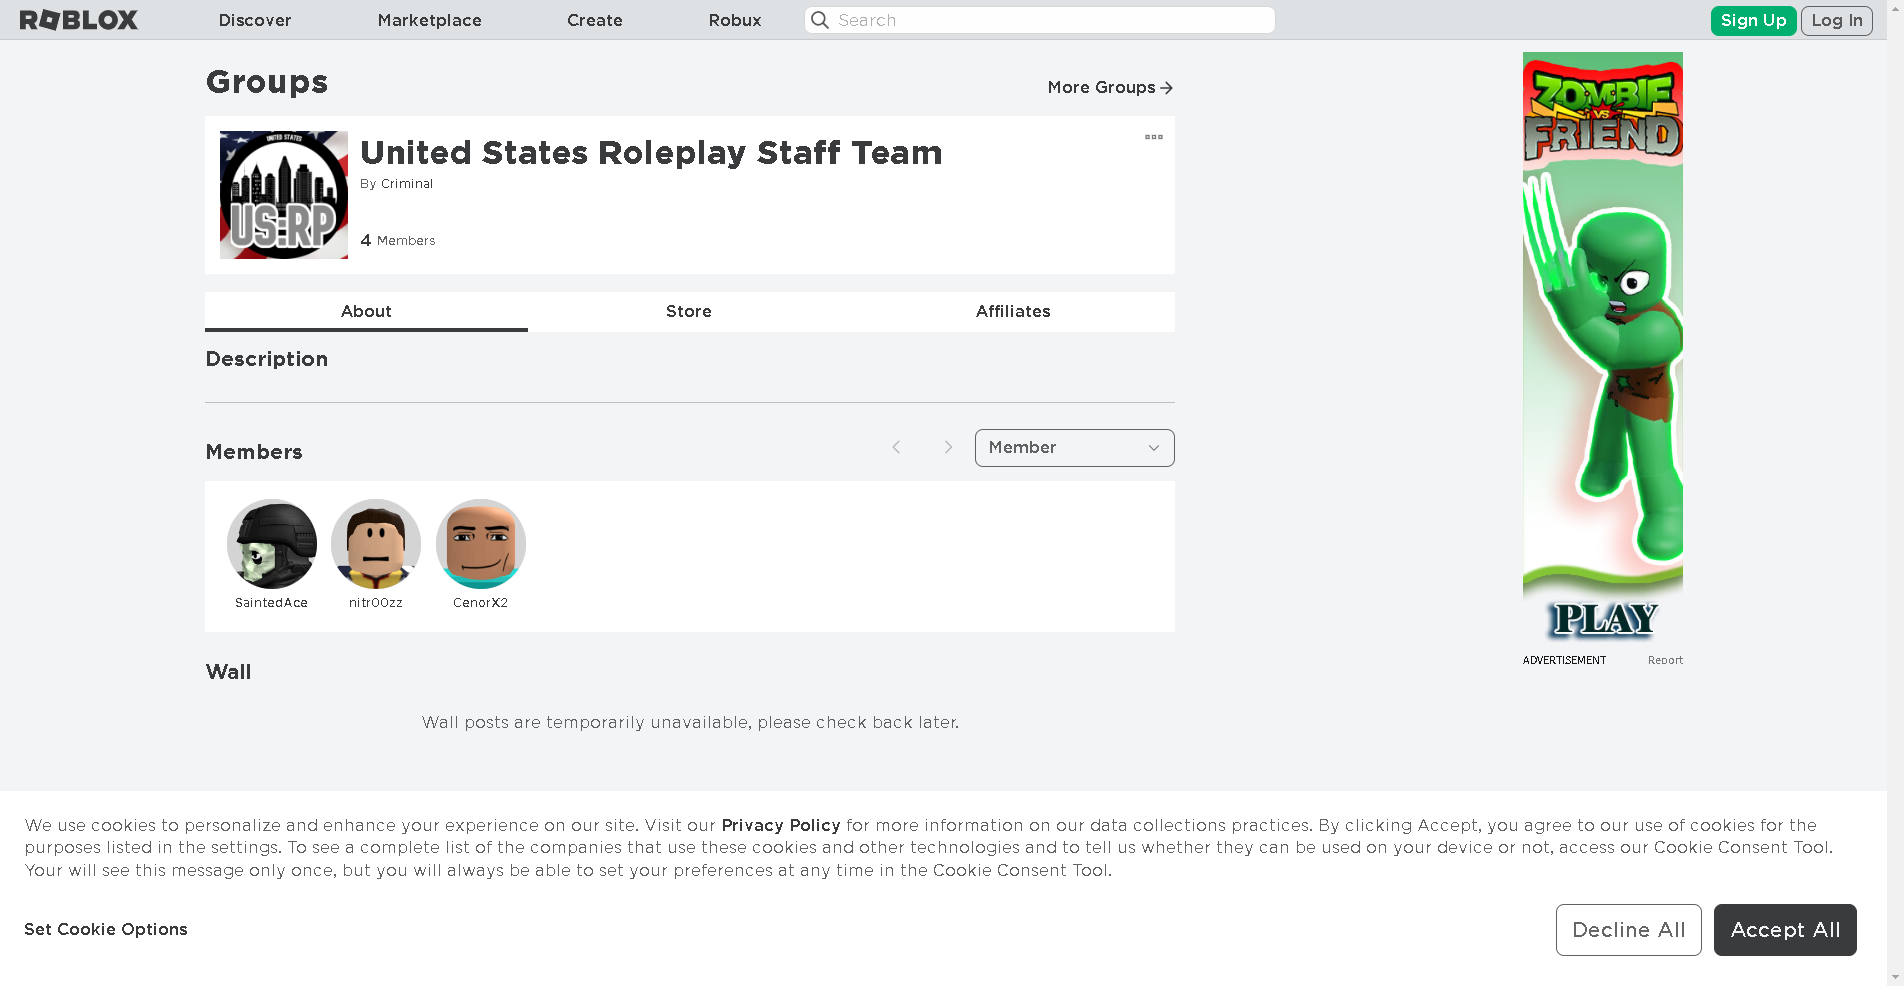 ROBLOX
Discover
Marketplace
Create
Robux
Search
Sign Up
Log In
Groups
More Groups
UNITED STATES
US:RP
United States Roleplay Staff Team
By Criminal
4 Members
About
Store
Affiliates
Description
Members
Member
SaintedAce
nitr00zz
CenorX2
Wall
Wall posts are temporarily unavailable, please check back later.
ZOMBIE
VS
FRIEND
PLAY
ADVERTISEMENT
Report
We use cookies to personalize and enhance your experience on our site. Visit our Privacy Policy for more information on our data collections practices. By clicking Accept, you agree to our use of cookies for the
purposes listed in the settings. To see a complete list of the companies that use these cookies and other technologies and to tell us whether they can be used on your device or not, access our Cookie Consent Tool.
Your will see this message only once, but you will always be able to set your preferences at any time in the Cookie Consent Tool.
Set Cookie Options
Decline All
Accept All